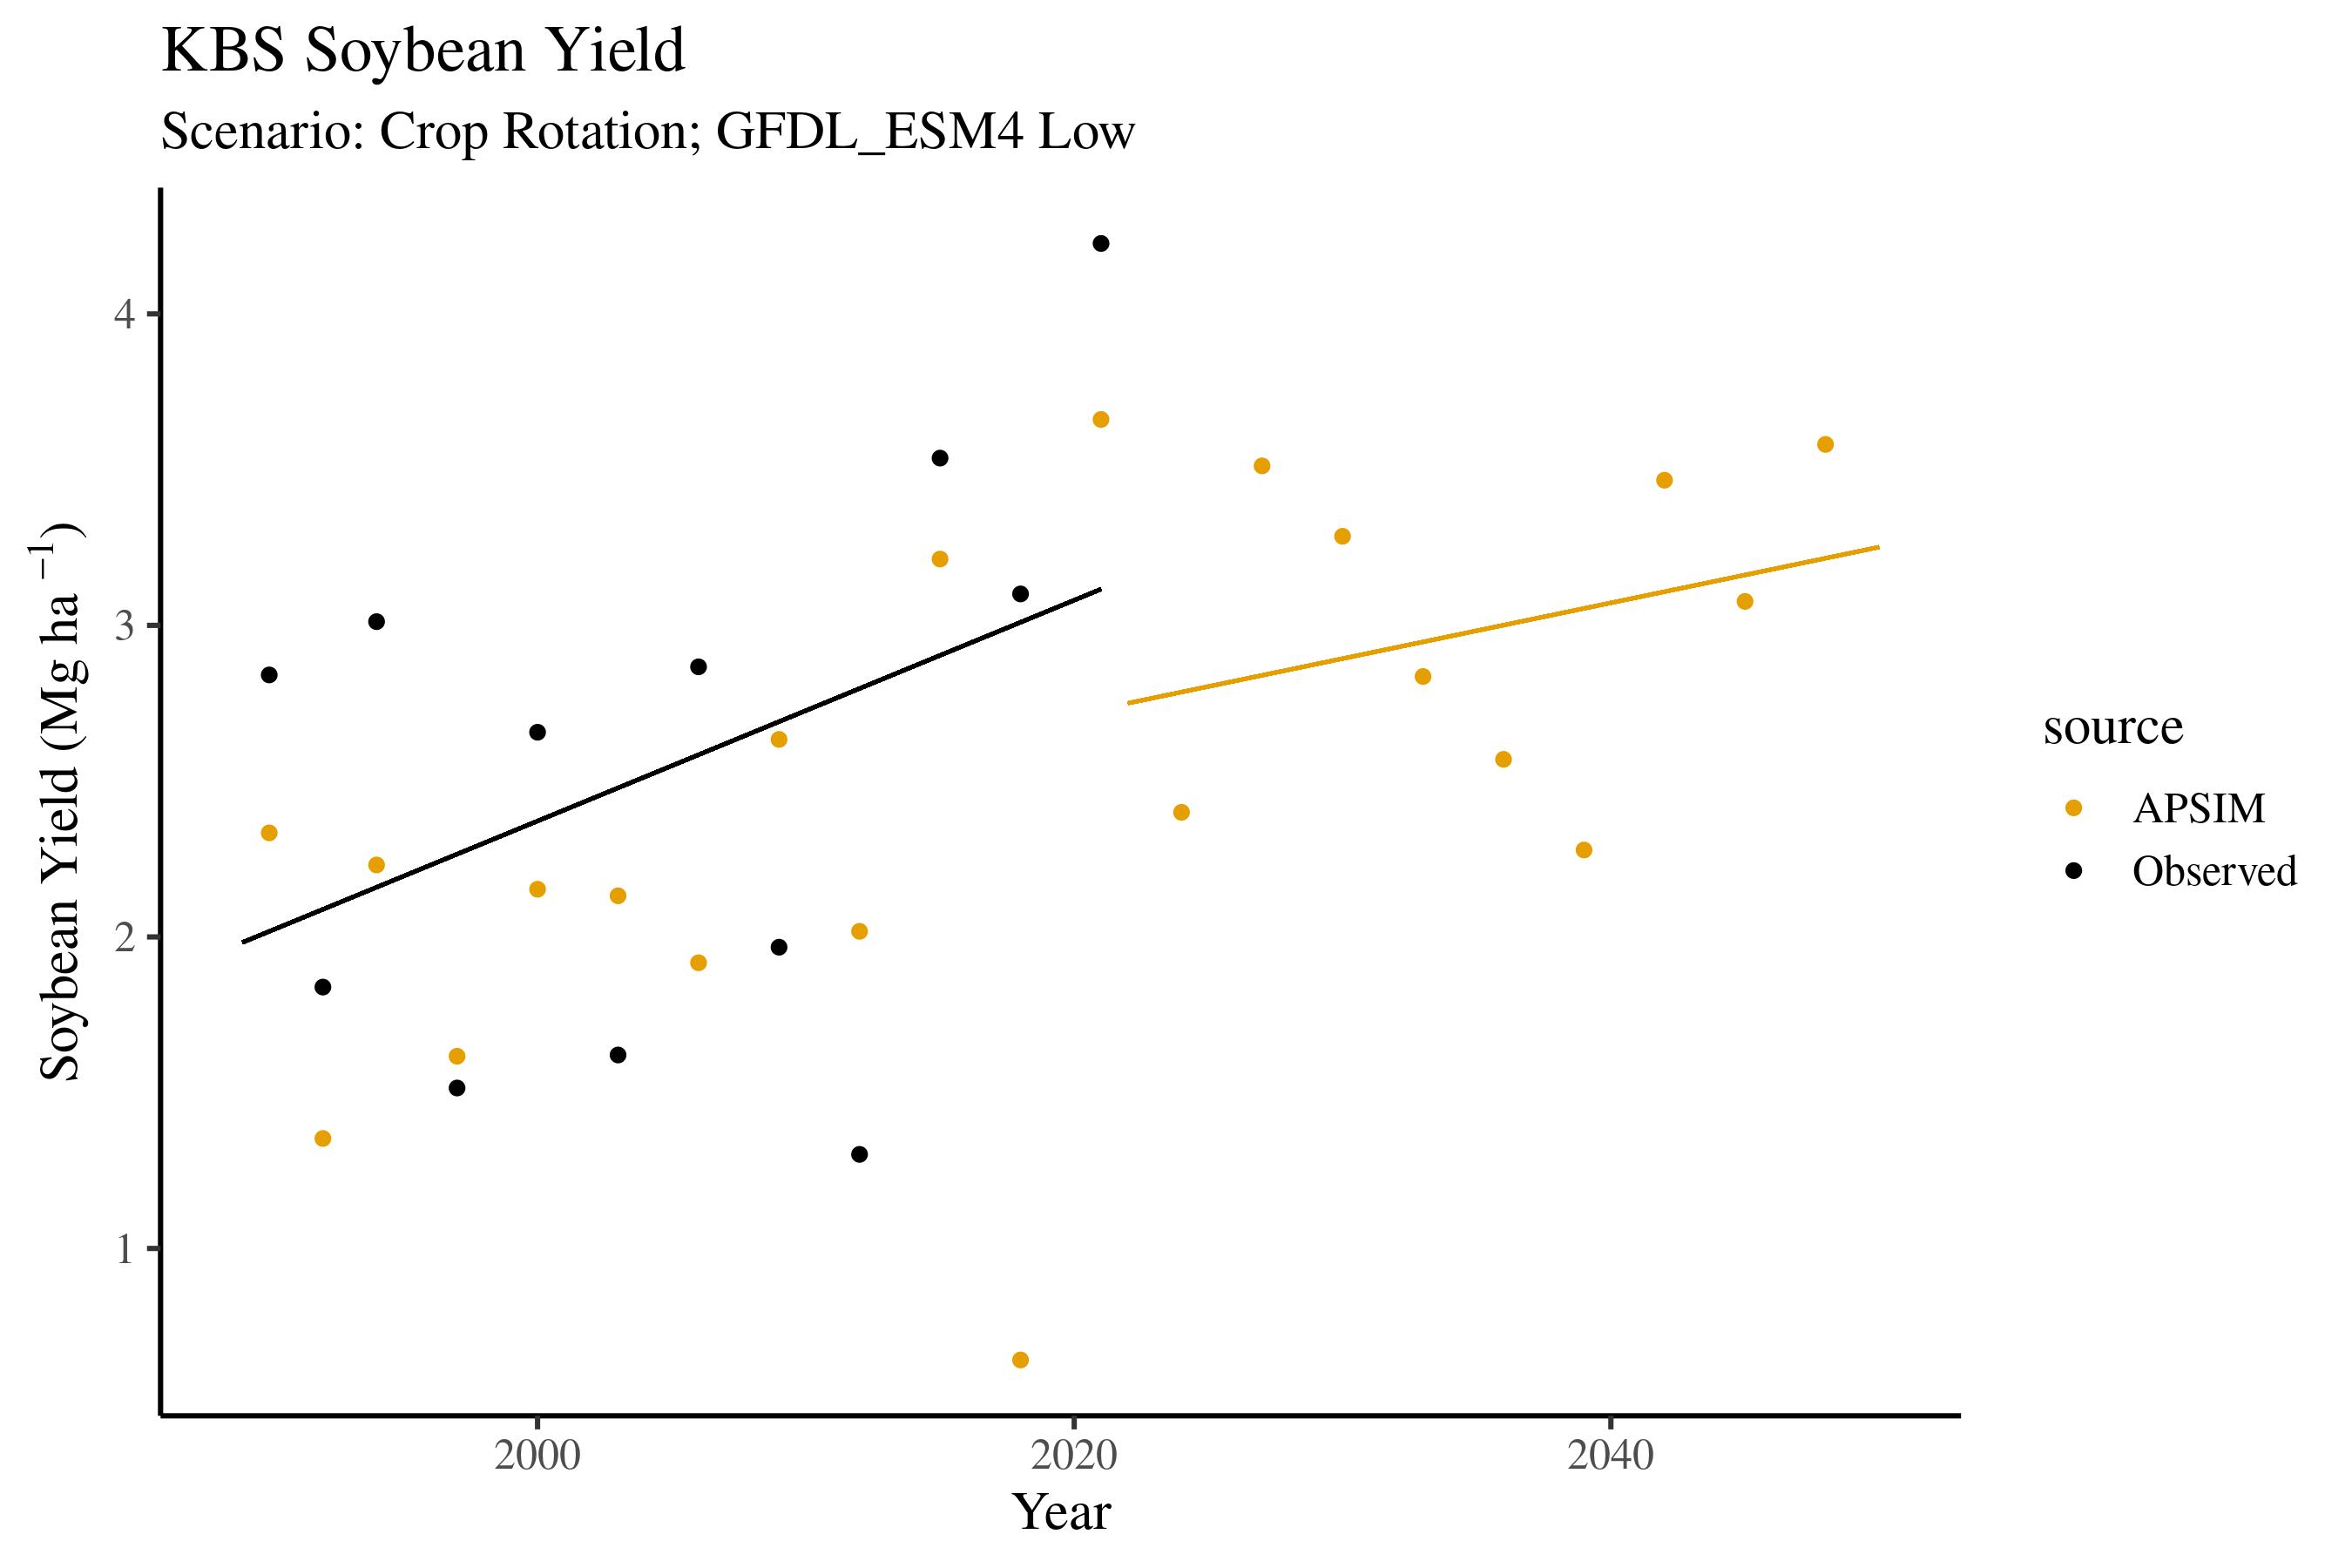 KBS Soybean Yield
Scenario: Crop Rotation; GFDL_ESM4 Low
Soybean Yield (Mg ha −1)
4
3
2
1
2000
2020
2040
Year
source
APSIM
Observed